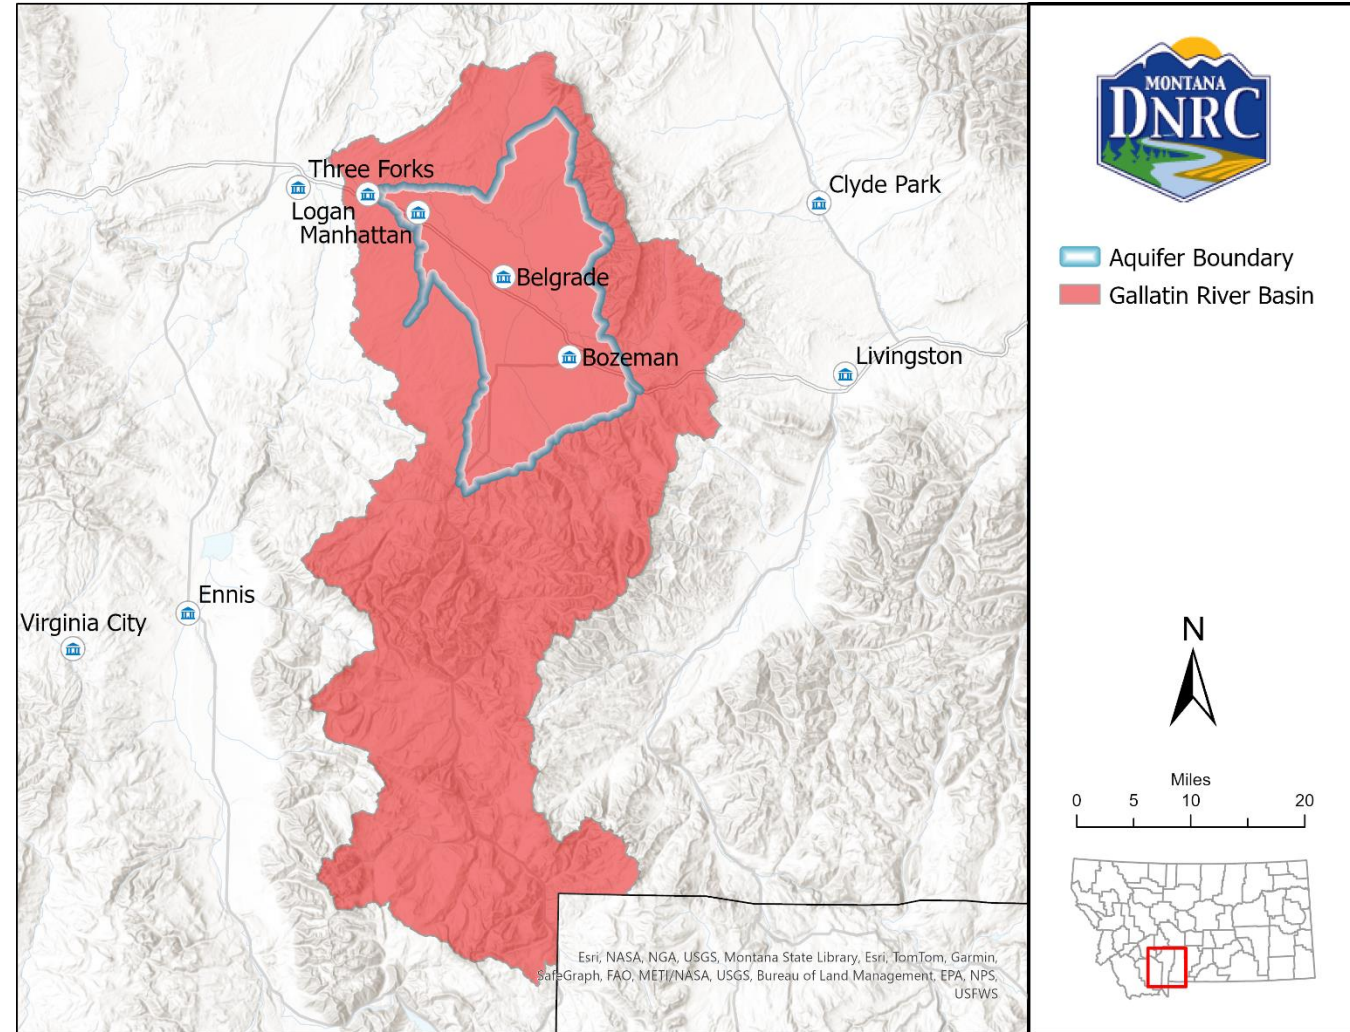 Three Forks
Logan
Manhattan
Belgrade
Bozeman
Clyde Park
Livingston
Ennis
Virginia City
Esri, NASA, NGA, USGS, Montana State Library, Esri, TomTom, Garmin,
SafeGraph, FAO, METI/NASA, USGS, Bureau of Land Management, EPA, NPS,
USFWS
MONTANA
DNRC
Aquifer Boundary
Gallatin River Basin
N
Miles
0 5 10 20